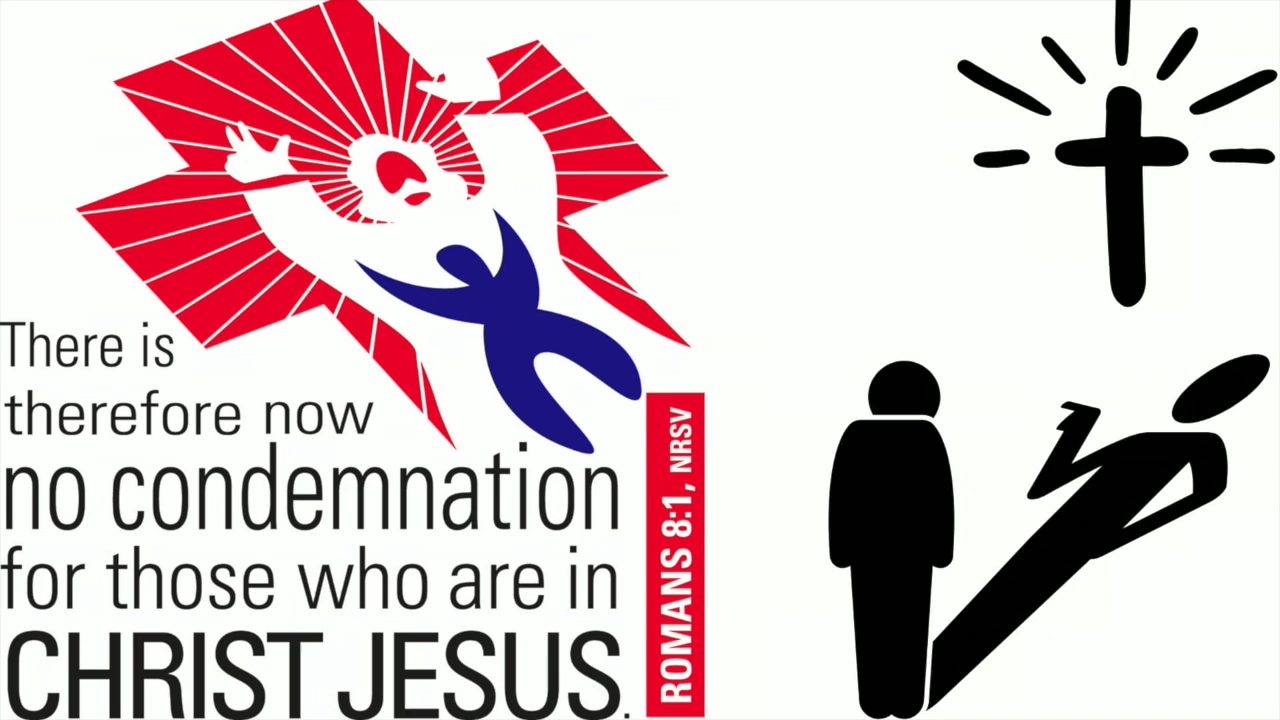 There is
therefore now
no condemnation
for those who are in
CHRIST JESUS.
ROMANS 8:1, NRSV